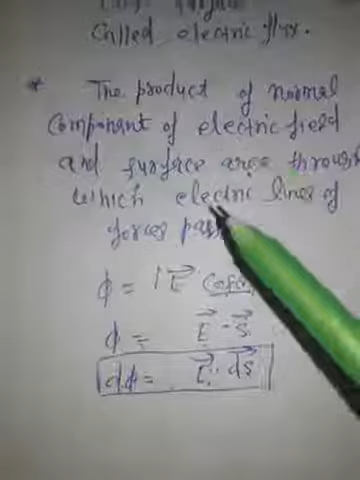 Called electric flux.
* The product of normal
Component of electric field
and surface area through
which electric lines of
forces pass
ϕ = |E⃗
ϕ = E⃗ · S⃗
dϕ = E⃗ · dS⃗